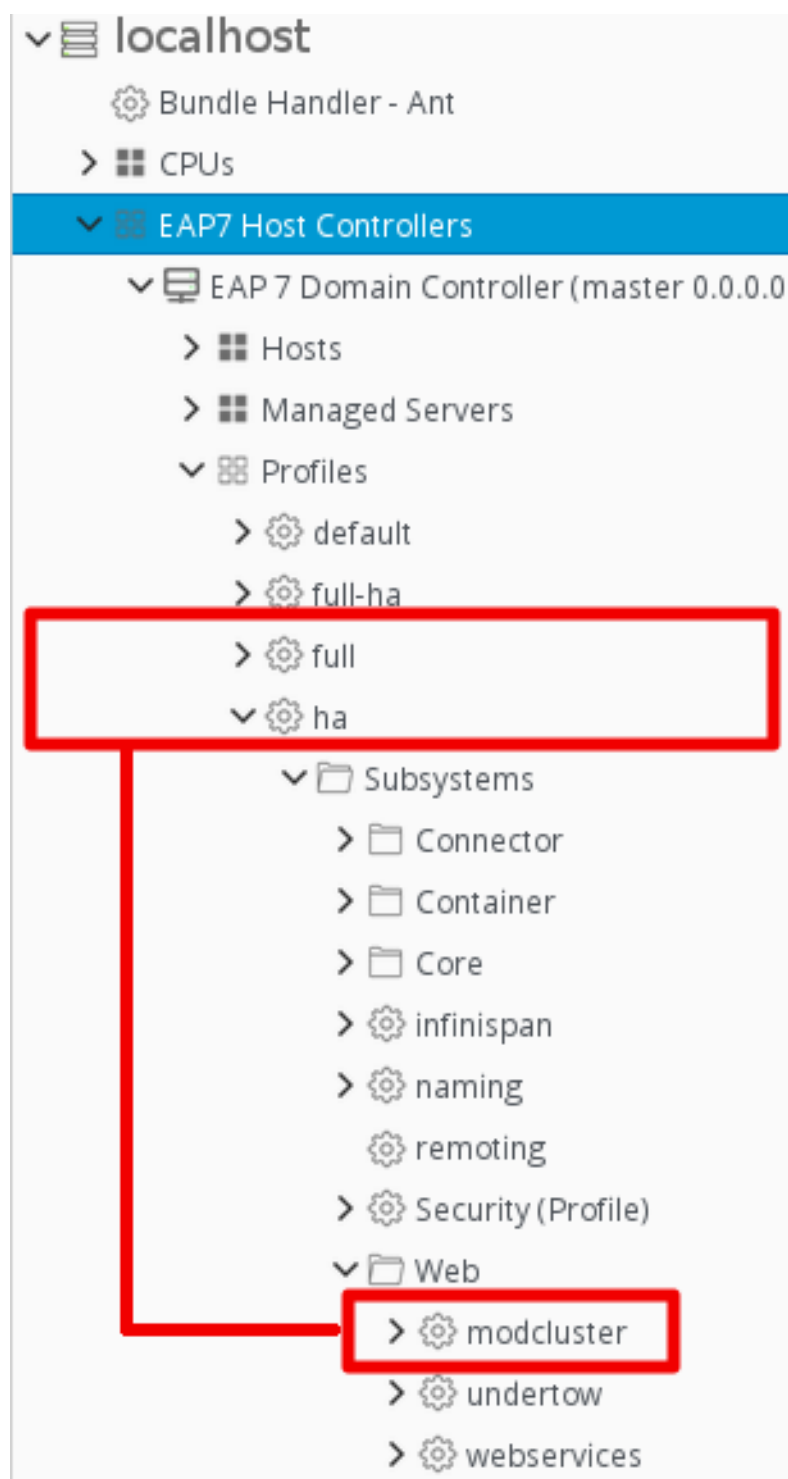 localhost
Bundle Handler - Ant
CPUs
EAP7 Host Controllers
EAP 7 Domain Controller (master 0.0.0.0
Hosts
Managed Servers
Profiles
default
full-ha
full
ha
Subsystems
Connector
Container
Core
infinispan
naming
remoting
Security (Profile)
Web
modcluster
undertow
webservices